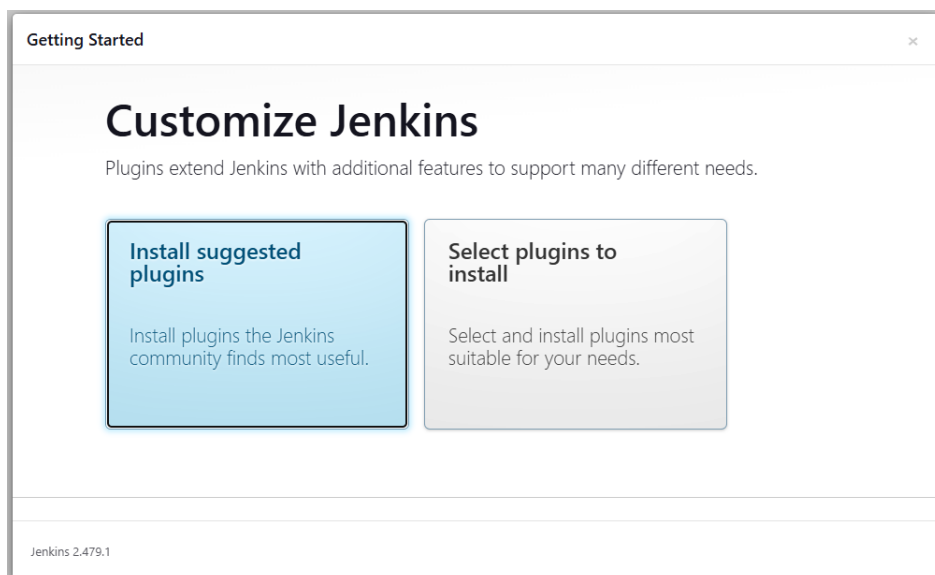 Getting Started
×
Customize Jenkins
Plugins extend Jenkins with additional features to support many different needs.
Install suggested
plugins
Install plugins the Jenkins
community finds most useful.
Select plugins to
install
Select and install plugins most
suitable for your needs.
Jenkins 2.479.1